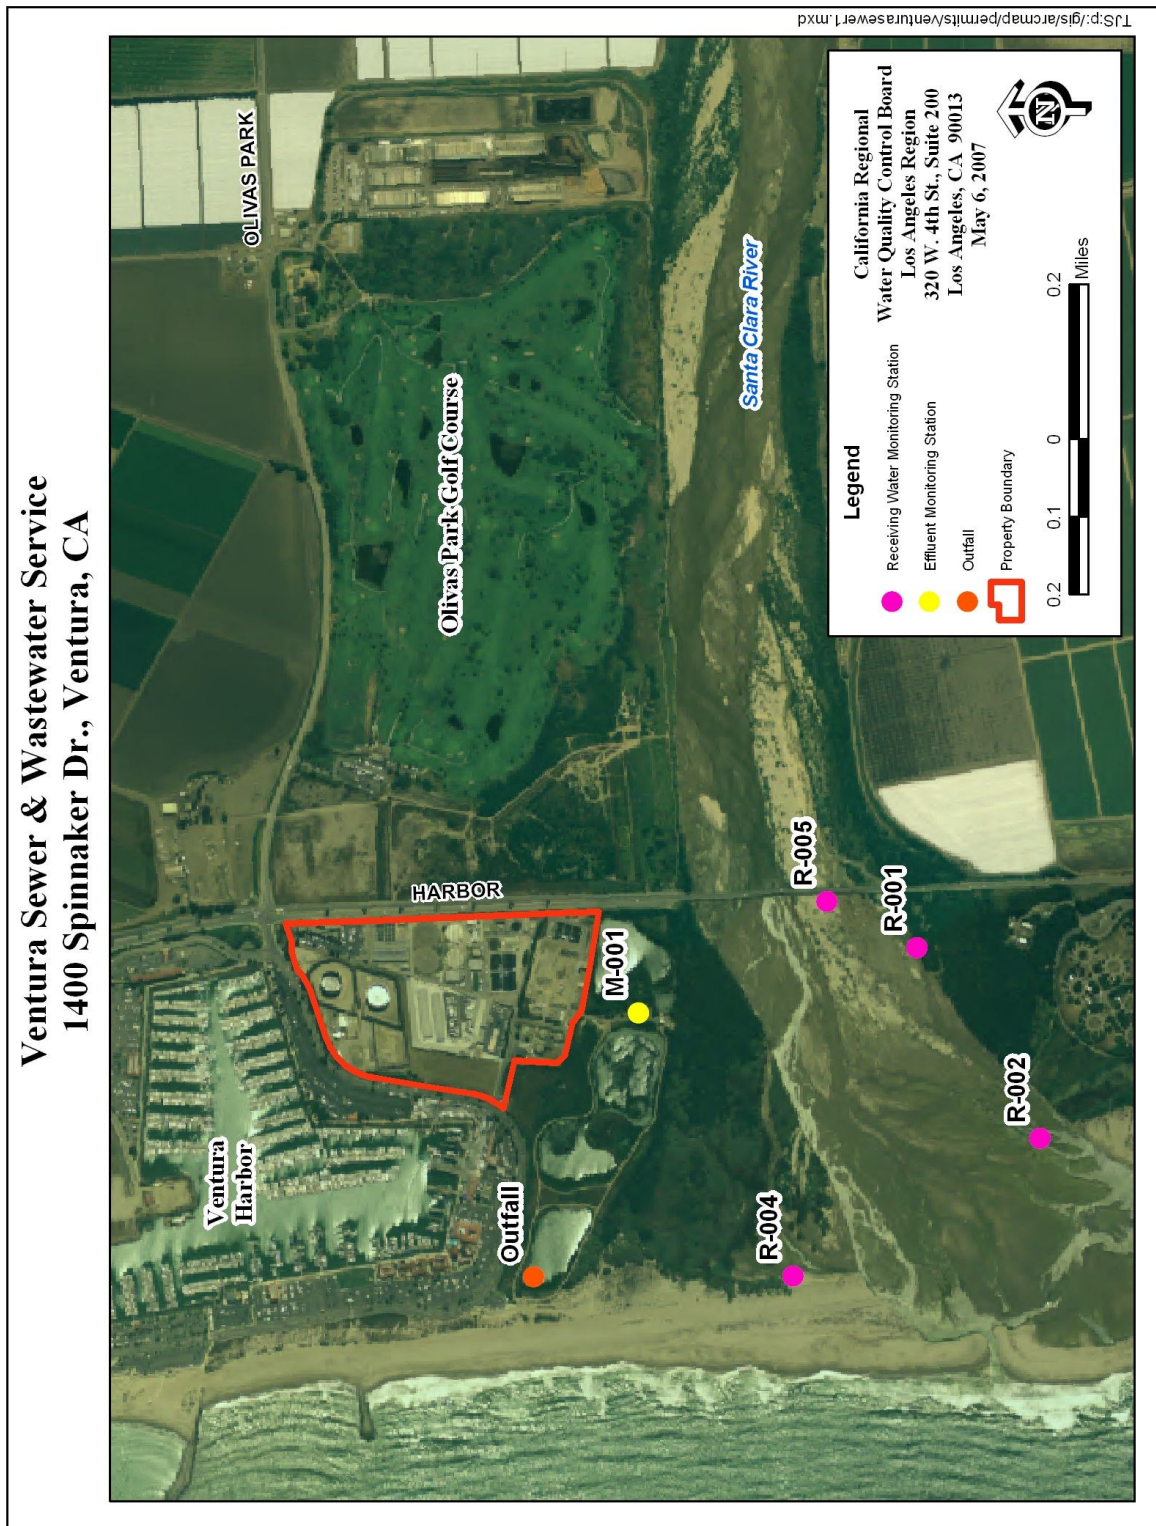 Ventura Sewer & Wastewater Service
1400 Spinnaker Dr., Ventura, CA
OLIVAS PARK
Olivas Park Golf Course
Santa Clara River
HARBOR
Ventura
Harbor
Outfall
M-001
R-005
R-001
R-002
R-004
Legend
Receiving Water Monitoring Station
Effluent Monitoring Station
Outfall
Property Boundary
California Regional
Water Quality Control Board
Los Angeles Region
320 W. 4th St., Suite 200
Los Angeles, CA 90013
May 6, 2007
N
0.2 0.1 0 0.2
Miles
TJS:p:/gis/arcmap/permits/venturasewer1.mxd